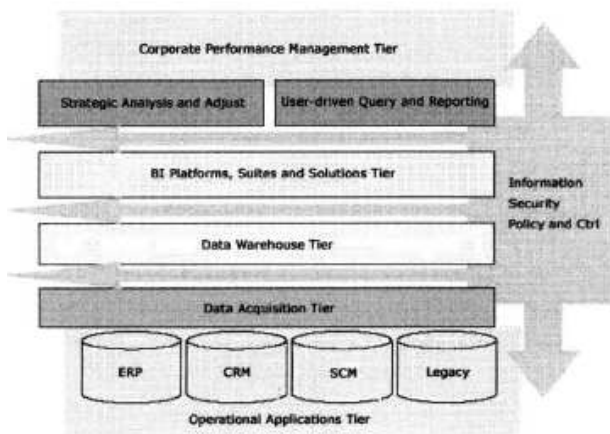 Corporate Performance Management Tier
Strategic Analysis and Adjust
User-driven Query and Reporting
BI Platforms, Suites and Solutions Tier
Information
Security
Policy and Ctrl
Data Warehouse Tier
Data Acquisition Tier
ERP
CRM
SCM
Legacy
Operational Applications Tier